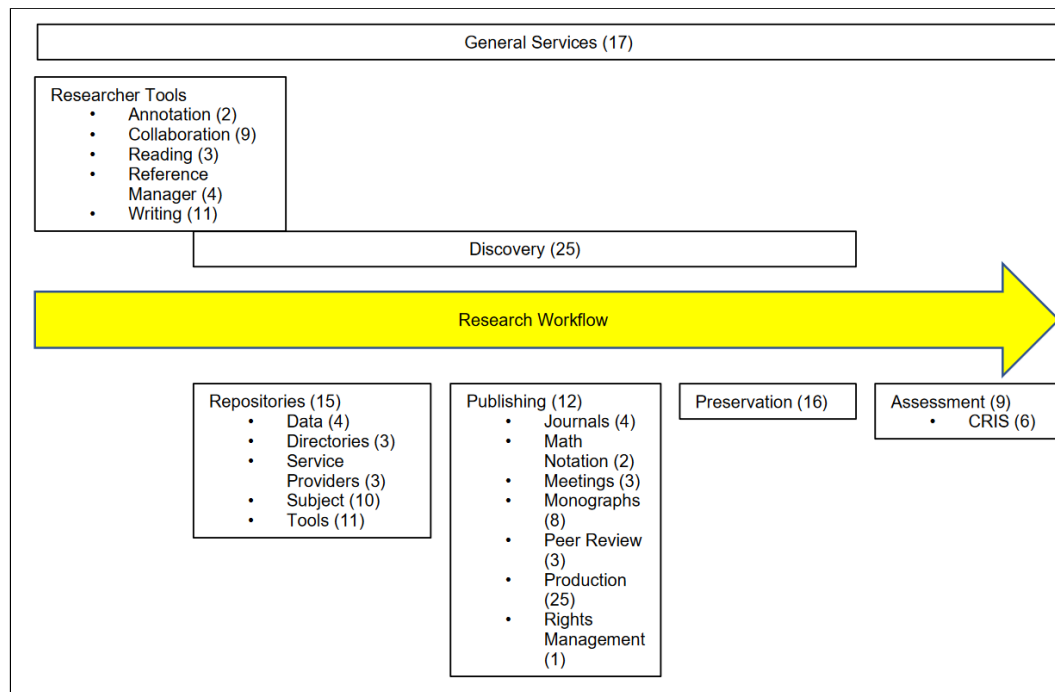 General Services (17)
Researcher Tools
• Annotation (2)
• Collaboration (9)
• Reading (3)
• Reference
Manager (4)
• Writing (11)
Discovery (25)
Research Workflow
Repositories (15)
• Data (4)
• Directories (3)
• Service
Providers (3)
• Subject (10)
• Tools (11)
Publishing (12)
• Journals (4)
• Math
Notation (2)
• Meetings (3)
• Monographs
(8)
• Peer Review
(3)
• Production
(25)
• Rights
Management
(1)
Preservation (16)
Assessment (9)
• CRIS (6)